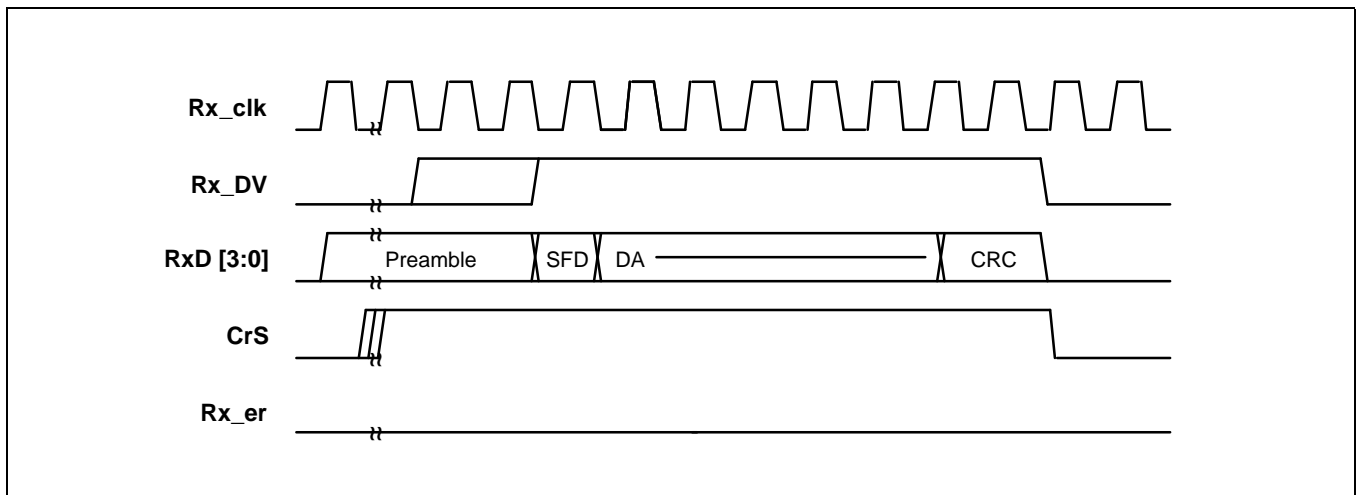 Rx_clk
Rx_DV
RxD [3:0]
Preamble
SFD
DA
CRC
CrS
Rx_er